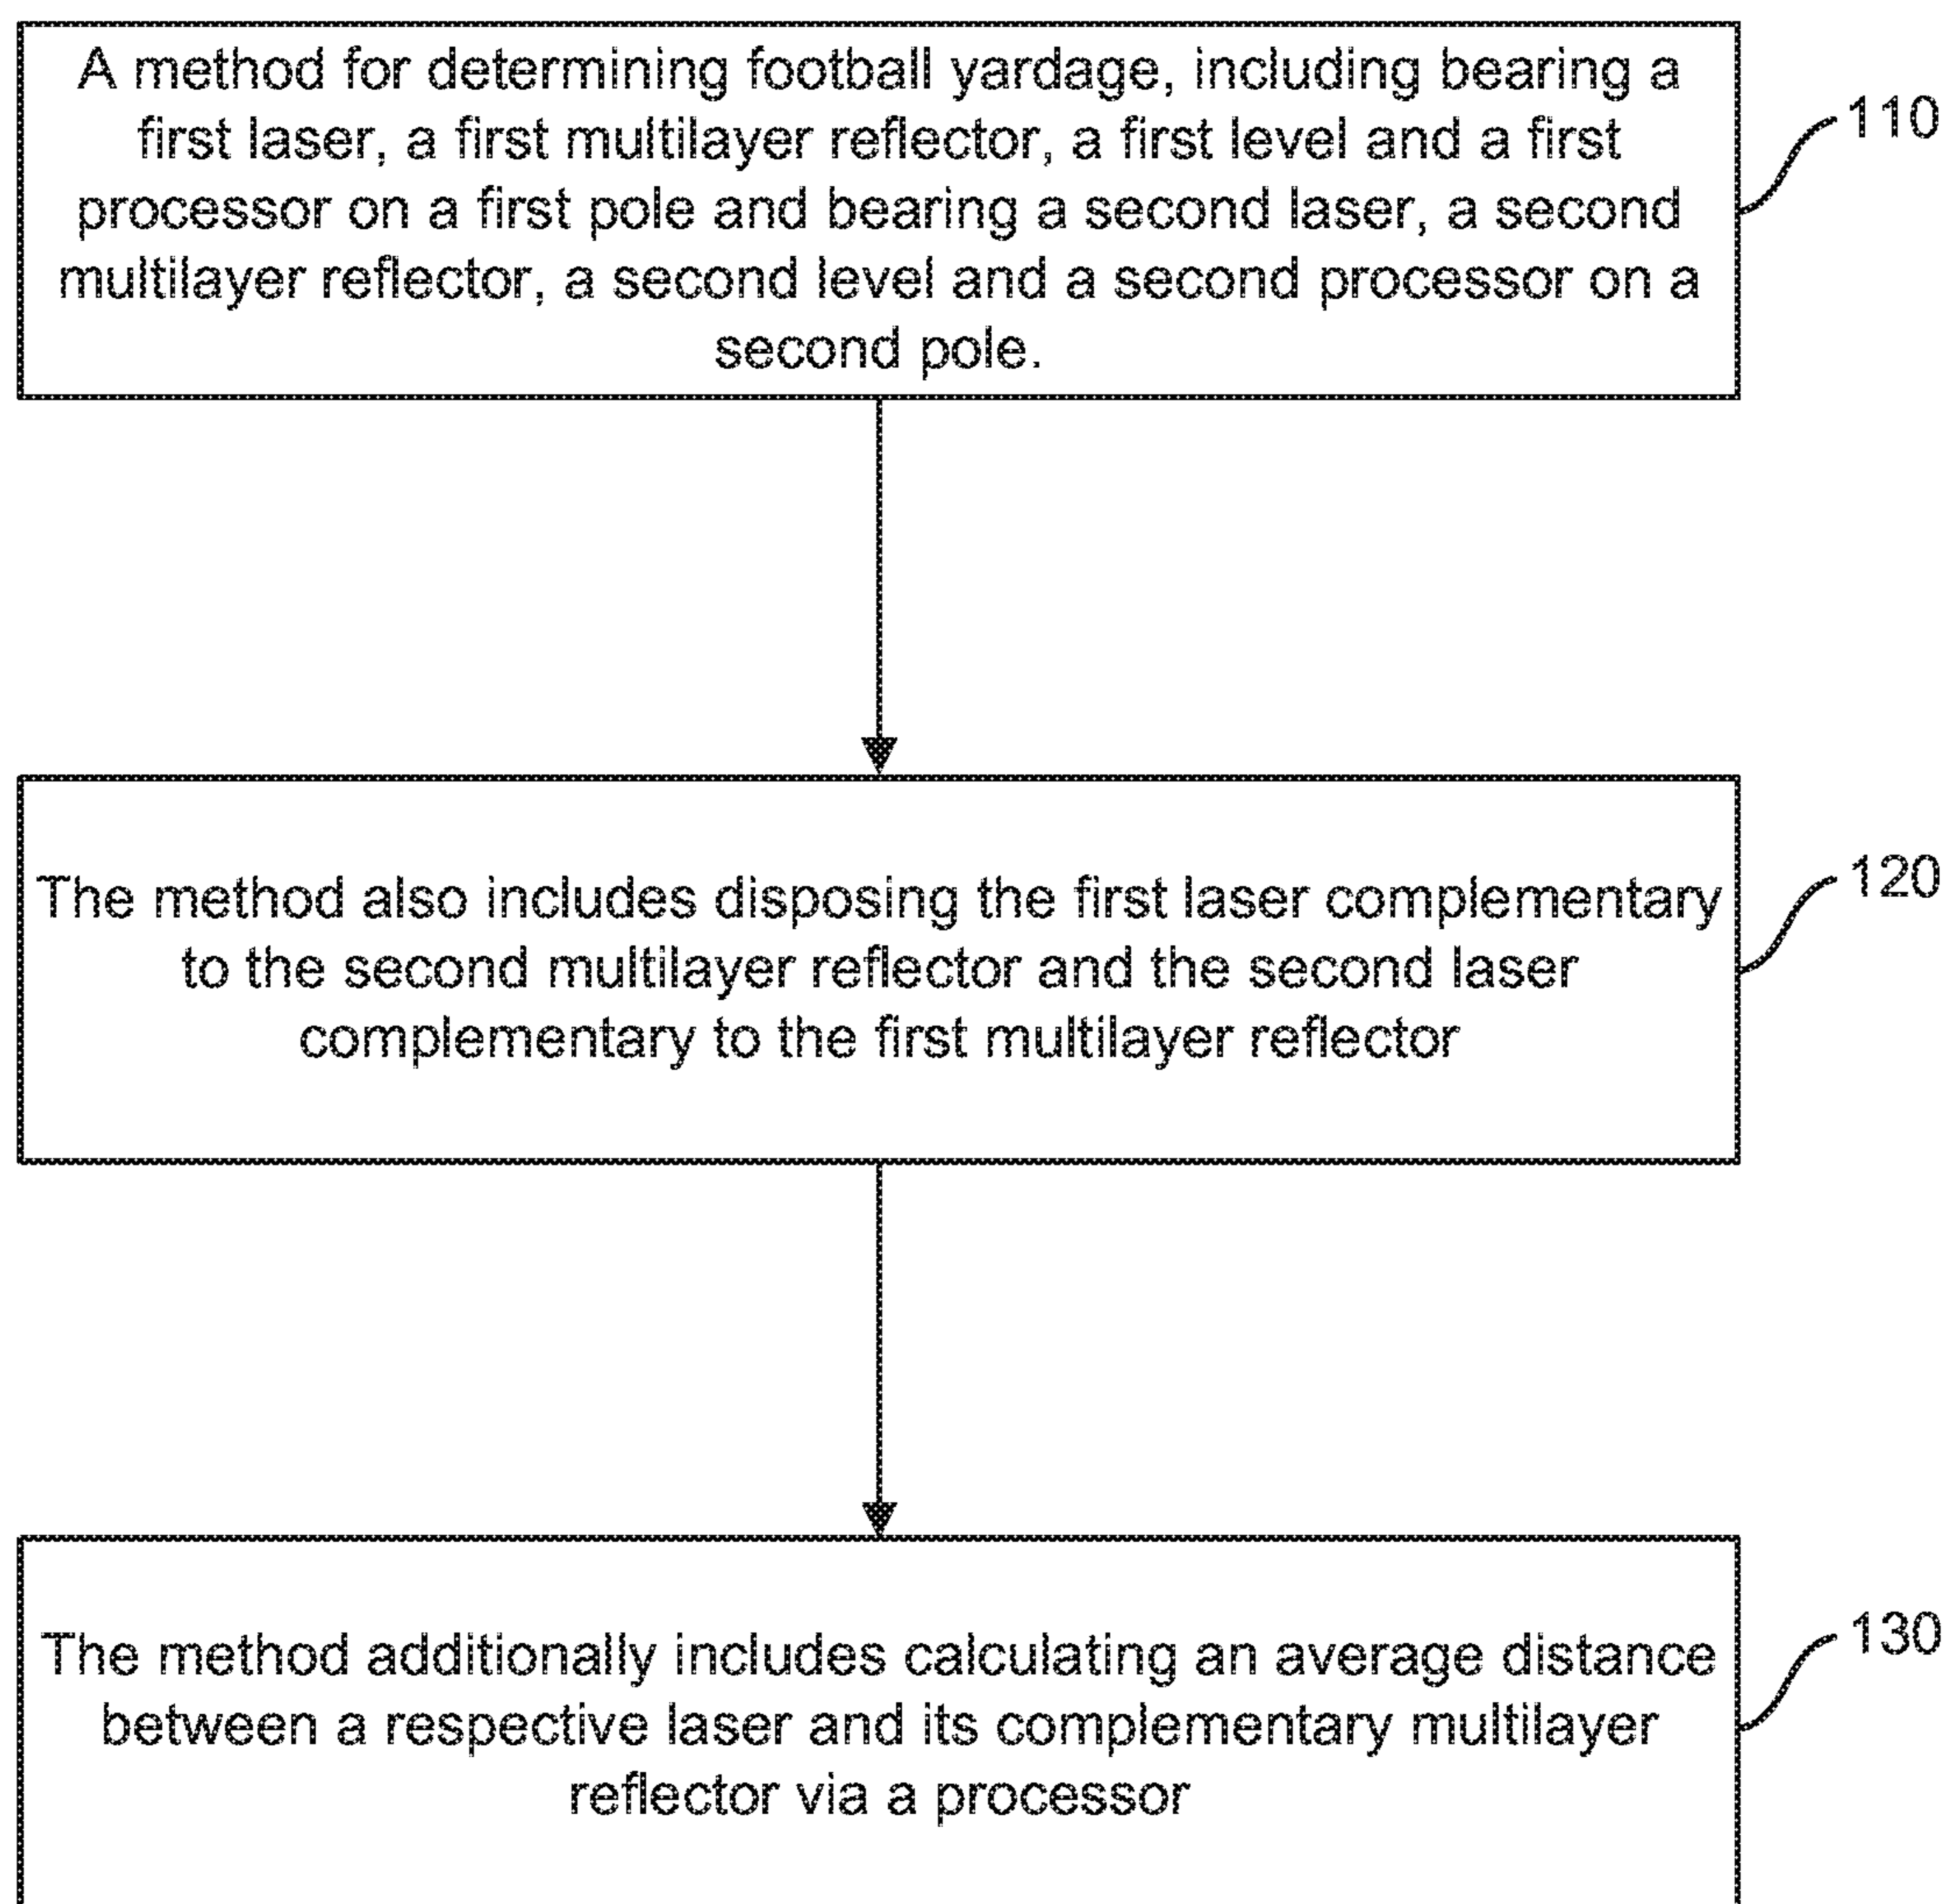 A method for determining football yardage, including bearing a
first laser, a first multilayer reflector, a first level and a first
processor on a first pole and bearing a second laser, a second
multilayer reflector, a second level and a second processor on a
second pole.
110
The method also includes disposing the first laser complementary
to the second multilayer reflector and the second laser
complementary to the first multilayer reflector
120
The method additionally includes calculating an average distance
between a respective laser and its complementary multilayer
reflector via a processor
130